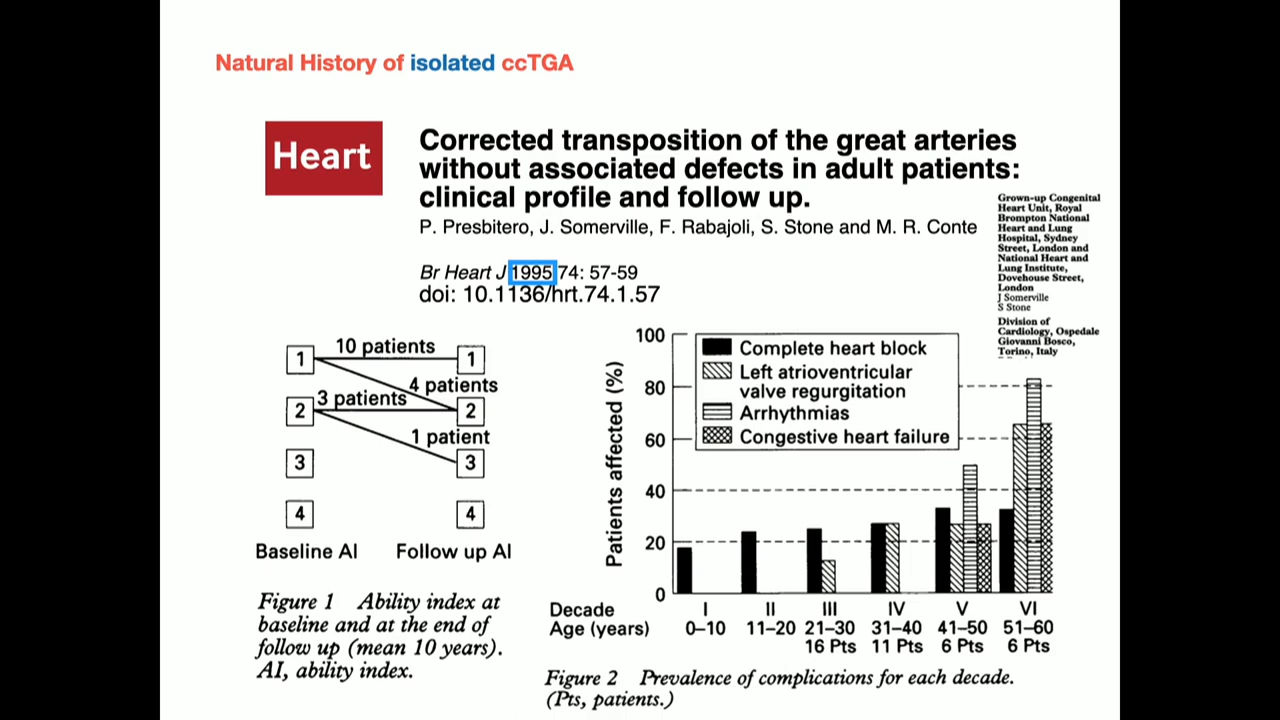 Natural History of isolated ccTGA
Heart
Corrected transposition of the great arteries
without associated defects in adult patients:
clinical profile and follow up.
P. Presbitero, J. Somerville, F. Rabajoli, S. Stone and M. R. Conte
Br Heart J 1995 74: 57-59
doi: 10.1136/hrt.74.1.57
Grown-up Congenital
Heart Unit, Royal
Brompton National
Heart and Lung
Hospital, Sydney
Street, London and
National Heart and
Lung Institute,
Dovehouse Street,
London
J Somerville
S Stone
Division of
Cardiology, Ospedale
Giovanni Bosco,
Torino, Italy
1
10 patients
1
4 patients
2
3 patients
2
1 patient
3
3
4
4
Baseline AI
Follow up AI
Figure 1 Ability index at
baseline and at the end of
follow up (mean 10 years).
AI, ability index.
Patients affected (%)
100
80
60
40
20
0
Complete heart block
Left atrioventricular
valve regurgitation
Arrhythmias
Congestive heart failure
Decade I II III IV V VI
Age (years) 0–10 11–20 21–30 31–40 41–50 51–60
16 Pts 11 Pts 6 Pts 6 Pts
Figure 2 Prevalence of complications for each decade.
(Pts, patients.)